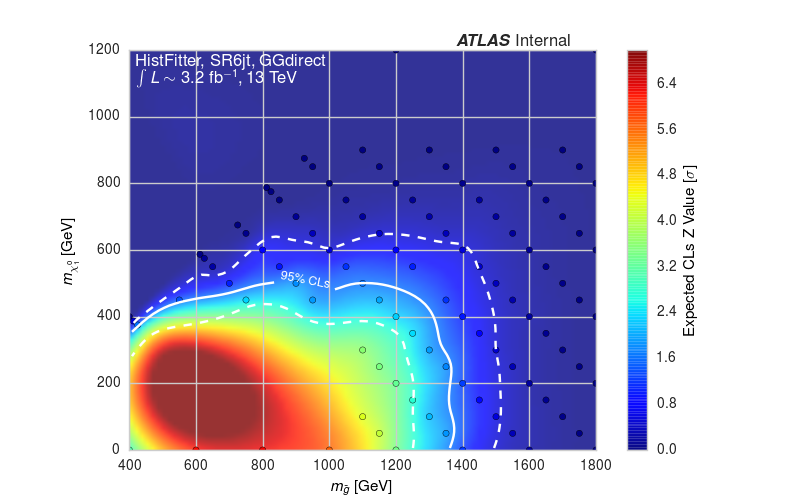 ATLAS Internal
HistFitter, SR6jt, GGdirect
∫ L ∼ 3.2 fb⁻¹, 13 TeV
95% CLs
1200
1000
800
600
400
200
0
400 600 800 1000 1200 1400 1600 1800
m_g̃ [GeV]
m_χ̃₁⁰ [GeV]
6.4
5.6
4.8
4.0
3.2
2.4
1.6
0.8
0.0
Expected CLs Z Value [σ]